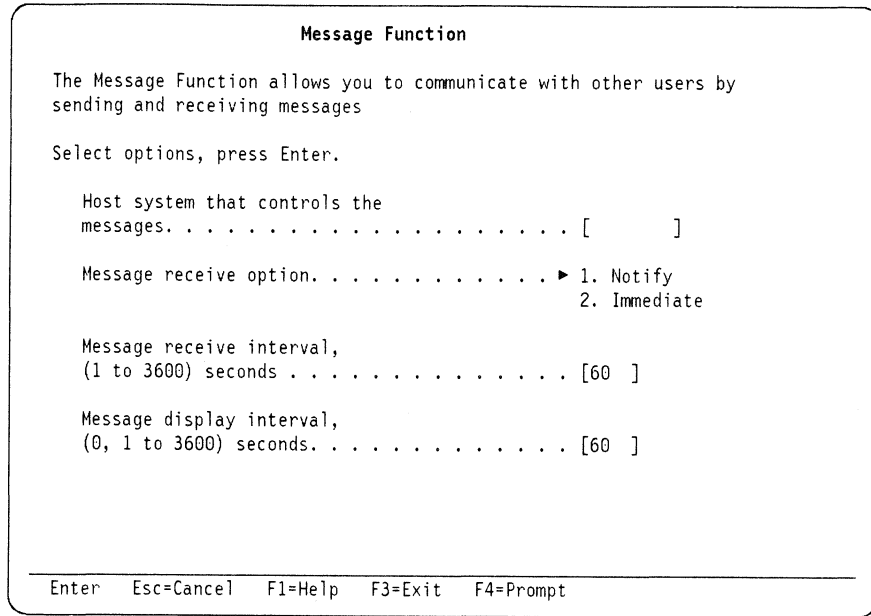 Message Function
The Message Function allows you to communicate with other users by
sending and receiving messages
Select options, press Enter.
Host system that controls the
messages. . . . . . . . . . . . . . . . . . . . . [        ]
Message receive option. . . . . . . . . . . . . ► 1. Notify
2. Immediate
Message receive interval,
(1 to 3600) seconds . . . . . . . . . . . . . . . [60  ]
Message display interval,
(0, 1 to 3600) seconds. . . . . . . . . . . . . . [60  ]
Enter   Esc=Cancel   F1=Help   F3=Exit   F4=Prompt